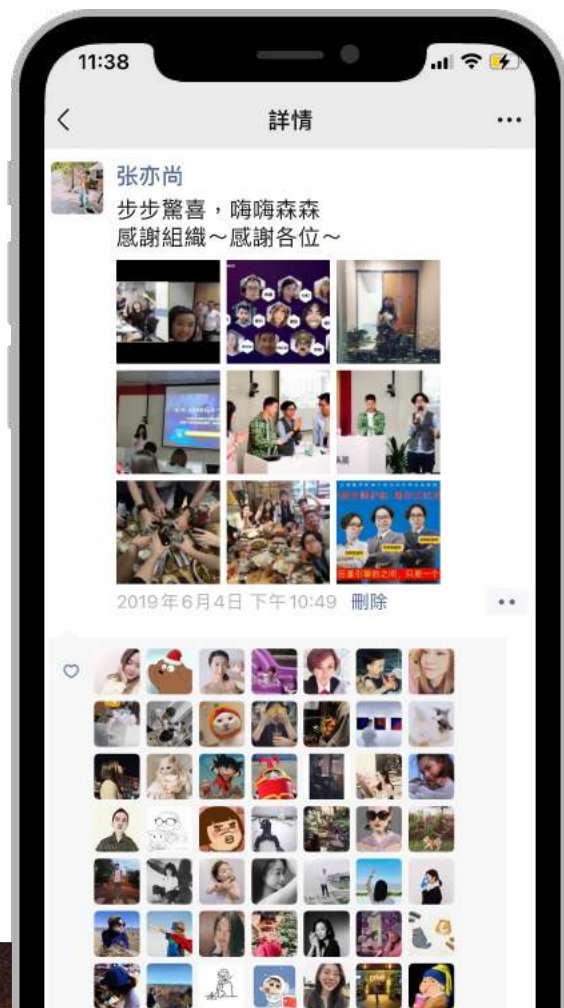 11:38
詳情
张亦尚
步步驚喜，嗨嗨森森
感謝組織～感謝各位～
2019年6月4日 下午10:49 刪除